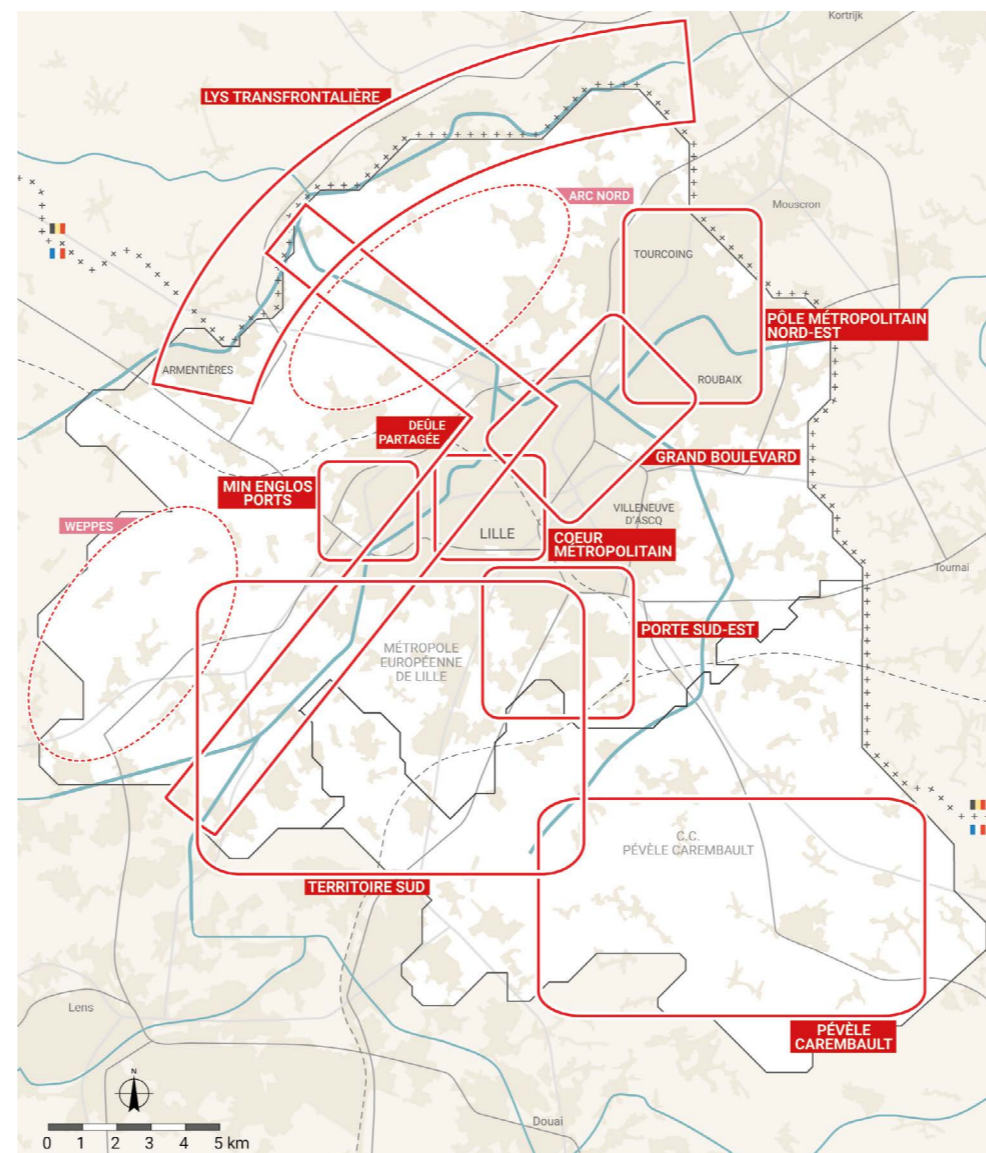 Kortrijk
LYS TRANSFRONTALIÈRE
ARC NORD
Mouscron
TOURCOING
PÔLE MÉTROPOLITAIN
NORD-EST
ARMENTIÈRES
ROUBAIX
DEÛLE
PARTAGÉE
GRAND BOULEVARD
MIN ENGLOS
PORTS
VILLENEUVE
D'ASCQ
WEPPES
LILLE
COEUR
MÉTROPOLITAIN
Tournai
PORTE SUD-EST
MÉTROPOLE
EUROPÉENNE
DE LILLE
C.C.
PÉVÈLE CAREMBAULT
TERRITOIRE SUD
Lens
PÉVÈLE
CAREMBAULT
N
Douai
0 1 2 3 4 5 km